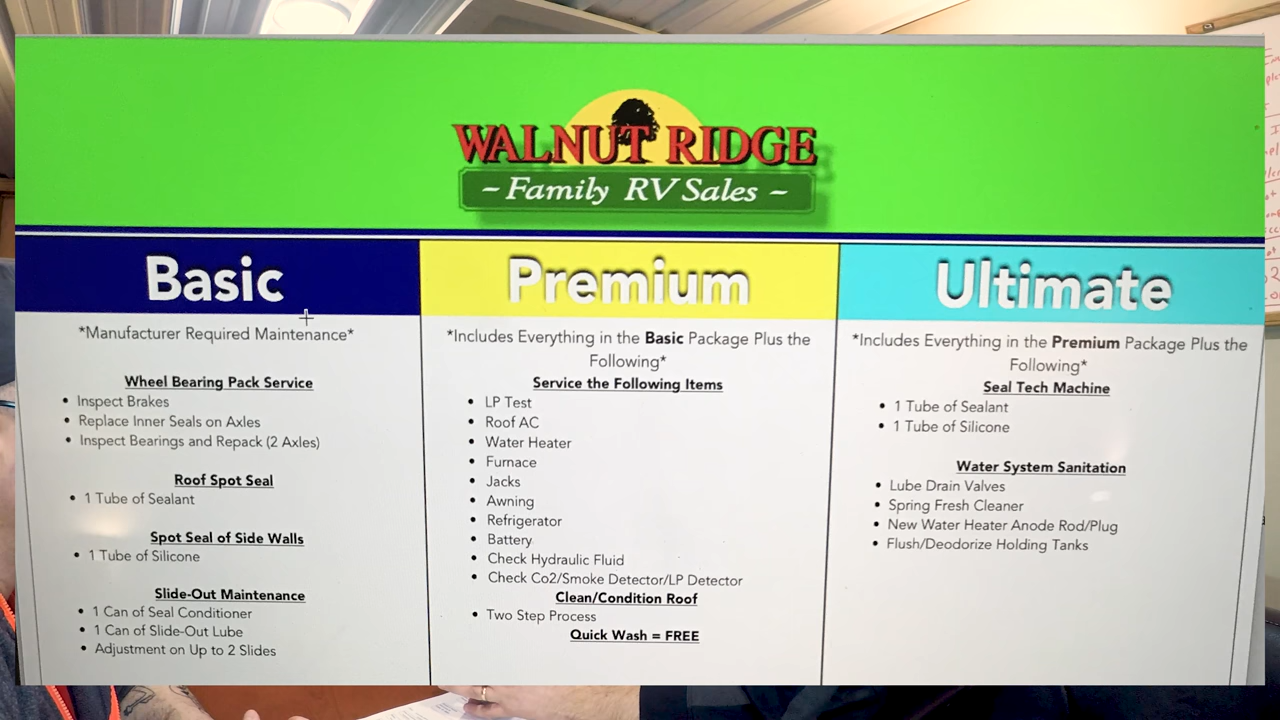 WALNUT RIDGE
~ Family RV Sales ~
Basic
*Manufacturer Required Maintenance*
Wheel Bearing Pack Service
• Inspect Brakes
• Replace Inner Seals on Axles
• Inspect Bearings and Repack (2 Axles)
Roof Spot Seal
• 1 Tube of Sealant
Spot Seal of Side Walls
• 1 Tube of Silicone
Slide-Out Maintenance
• 1 Can of Seal Conditioner
• 1 Can of Slide-Out Lube
• Adjustment on Up to 2 Slides
Premium
*Includes Everything in the Basic Package Plus the
Following*
Service the Following Items
• LP Test
• Roof AC
• Water Heater
• Furnace
• Jacks
• Awning
• Refrigerator
• Battery
• Check Hydraulic Fluid
• Check Co2/Smoke Detector/LP Detector
Clean/Condition Roof
• Two Step Process
Quick Wash = FREE
Ultimate
*Includes Everything in the Premium Package Plus the
Following*
Seal Tech Machine
• 1 Tube of Sealant
• 1 Tube of Silicone
Water System Sanitation
• Lube Drain Valves
• Spring Fresh Cleaner
• New Water Heater Anode Rod/Plug
• Flush/Deodorize Holding Tanks